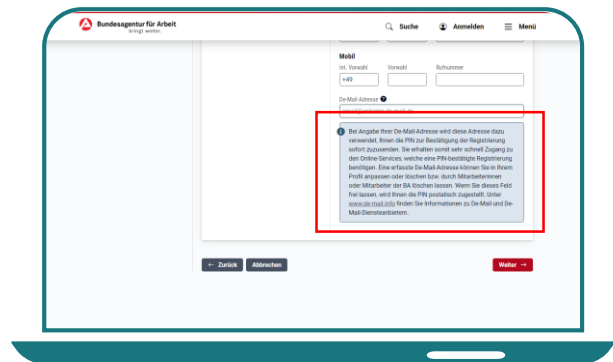 Bundesagentur für Arbeit
bringt weiter.
Suche
Anmelden
Menü
Mobil
Int. Vorwahl Vorwahl Rufnummer
+49
De-Mail-Adresse
Bei Angabe Ihrer De-Mail-Adresse wird diese Adresse dazu
verwendet, Ihnen die PIN zur Bestätigung der Registrierung
sofort zuzusenden. Sie erhalten somit sehr schnell Zugang zu
den Online-Services, welche eine PIN-bestätigte Registrierung
benötigen. Eine erfasste De-Mail-Adresse können Sie in Ihrem
Profil anpassen oder löschen bzw. durch Mitarbeiterinnen
oder Mitarbeiter der BA löschen lassen. Wenn Sie dieses Feld
frei lassen, wird Ihnen die PIN postalisch zugestellt. Unter
www.de-mail.info finden Sie Informationen zu De-Mail und De-
Mail-Diensteanbietern.
← Zurück
Abbrechen
Weiter →